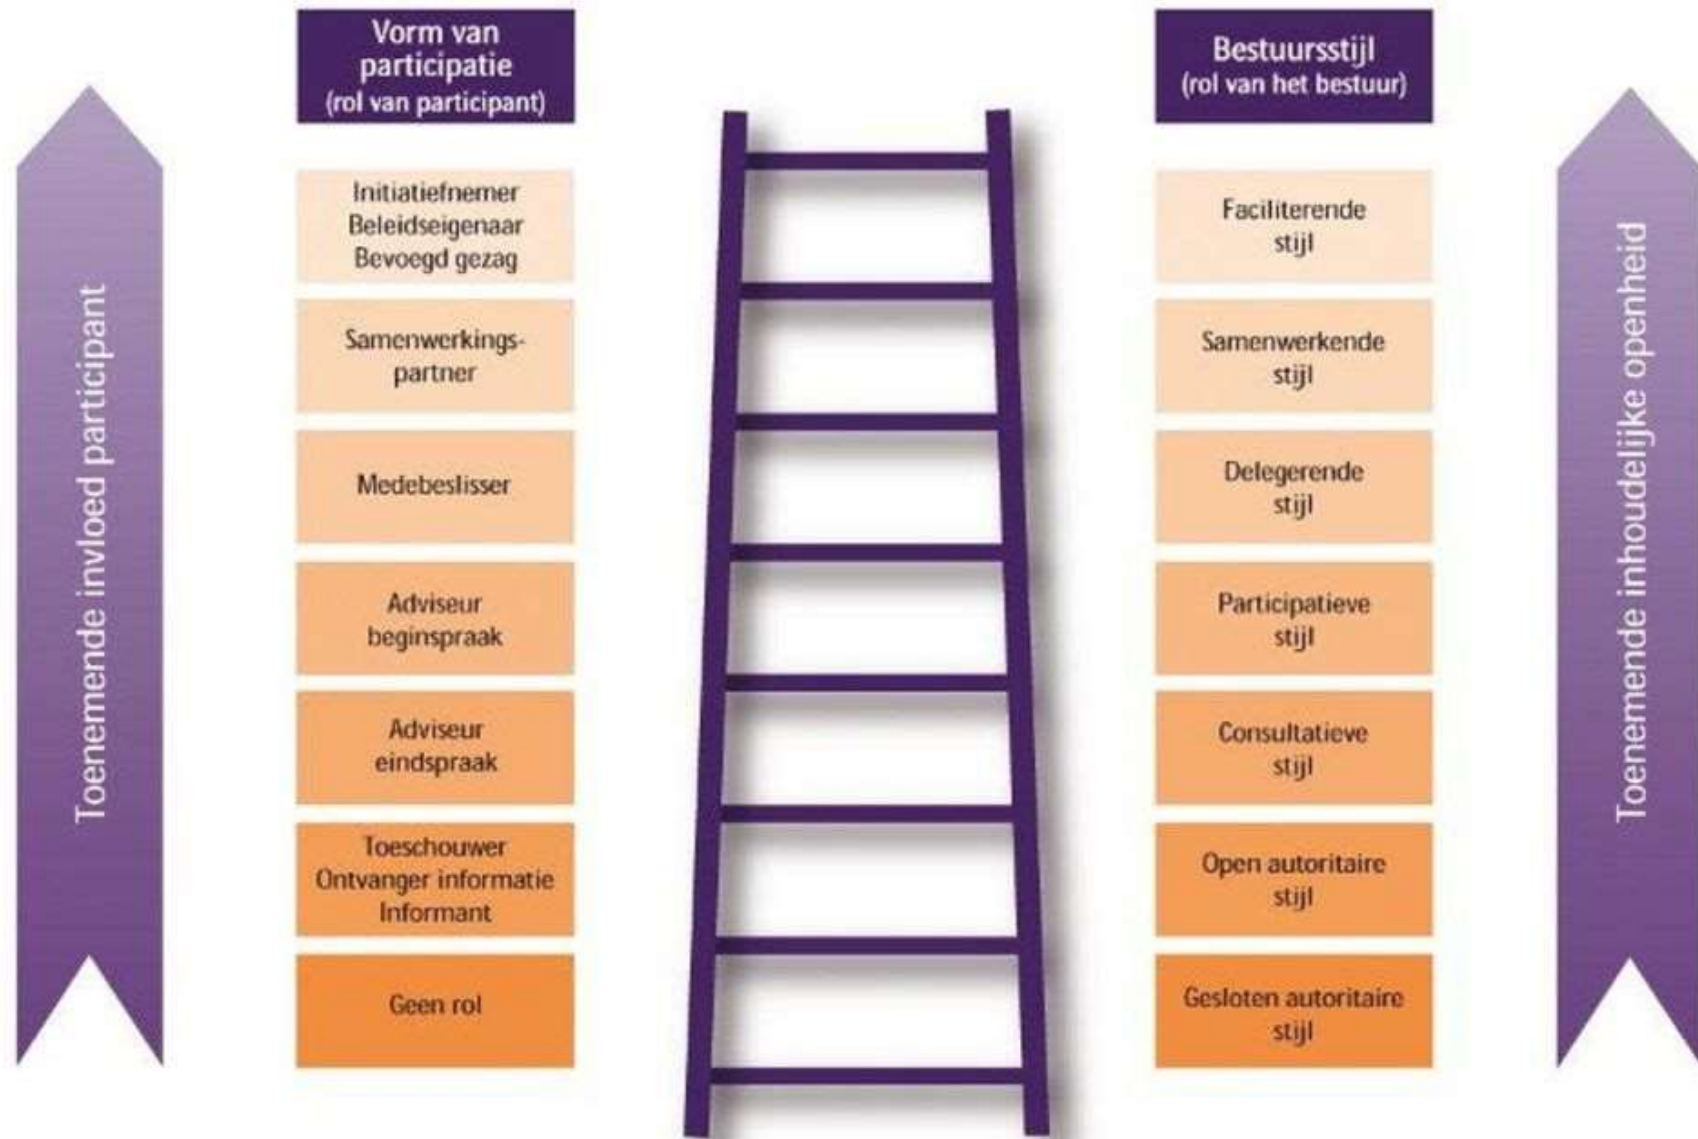 Vorm van
participatie
(rol van participant)
Bestuursstijl
(rol van het bestuur)
Toenemende invloed participant
Initiatiefnemer
Beleidseigenaar
Bevoegd gezag
Faciliterende
stijl
Samenwerkings-
partner
Samenwerkende
stijl
Medebeslisser
Delegerende
stijl
Adviseur
beginspraak
Participatieve
stijl
Adviseur
eindspraak
Consultatieve
stijl
Toeschouwer
Ontvanger informatie
Informant
Open autoritaire
stijl
Geen rol
Gesloten autoritaire
stijl
Toenemende inhoudelijke openheid